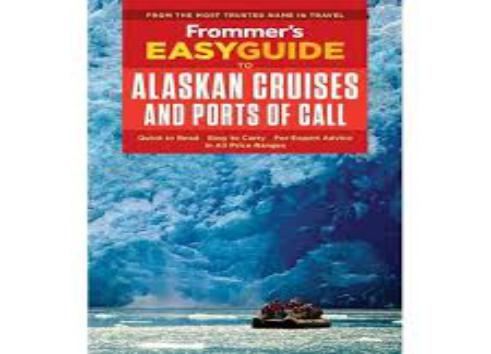 FROM THE MOST TRUSTED NAME IN TRAVEL
Frommer's
EASYGUIDE
TO
ALASKAN CRUISES
AND PORTS OF CALL
Quick to Read Easy to Carry For Expert Advice
In All Price Ranges